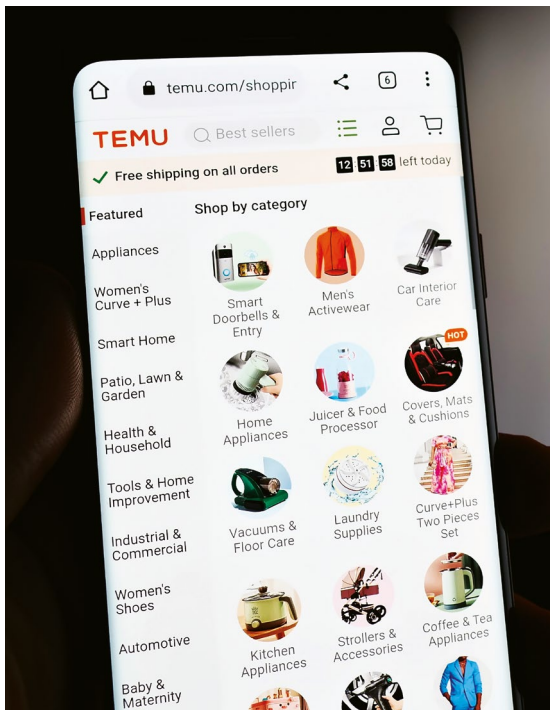 temu.com/shoppir
6
TEMU
Best sellers
Free shipping on all orders
12 51 58 left today
Featured
Appliances
Women's
Curve + Plus
Smart Home
Patio, Lawn &
Garden
Health &
Household
Tools & Home
Improvement
Industrial &
Commercial
Women's
Shoes
Automotive
Baby &
Maternity
Shop by category
Smart
Doorbells &
Entry
Men's
Activewear
Car Interior
Care
Home
Appliances
Juicer & Food
Processor
HOT
Covers, Mats
& Cushions
Vacuums &
Floor Care
Laundry
Supplies
Curve+Plus
Two Pieces
Set
Kitchen
Appliances
Strollers &
Accessories
Coffee & Tea
Appliances